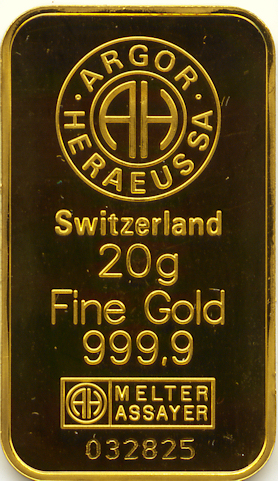 · ARGOR · HERAEUS SA
AH
Switzerland
20g
Fine Gold
999,9
AH MELTER
ASSAYER
032825